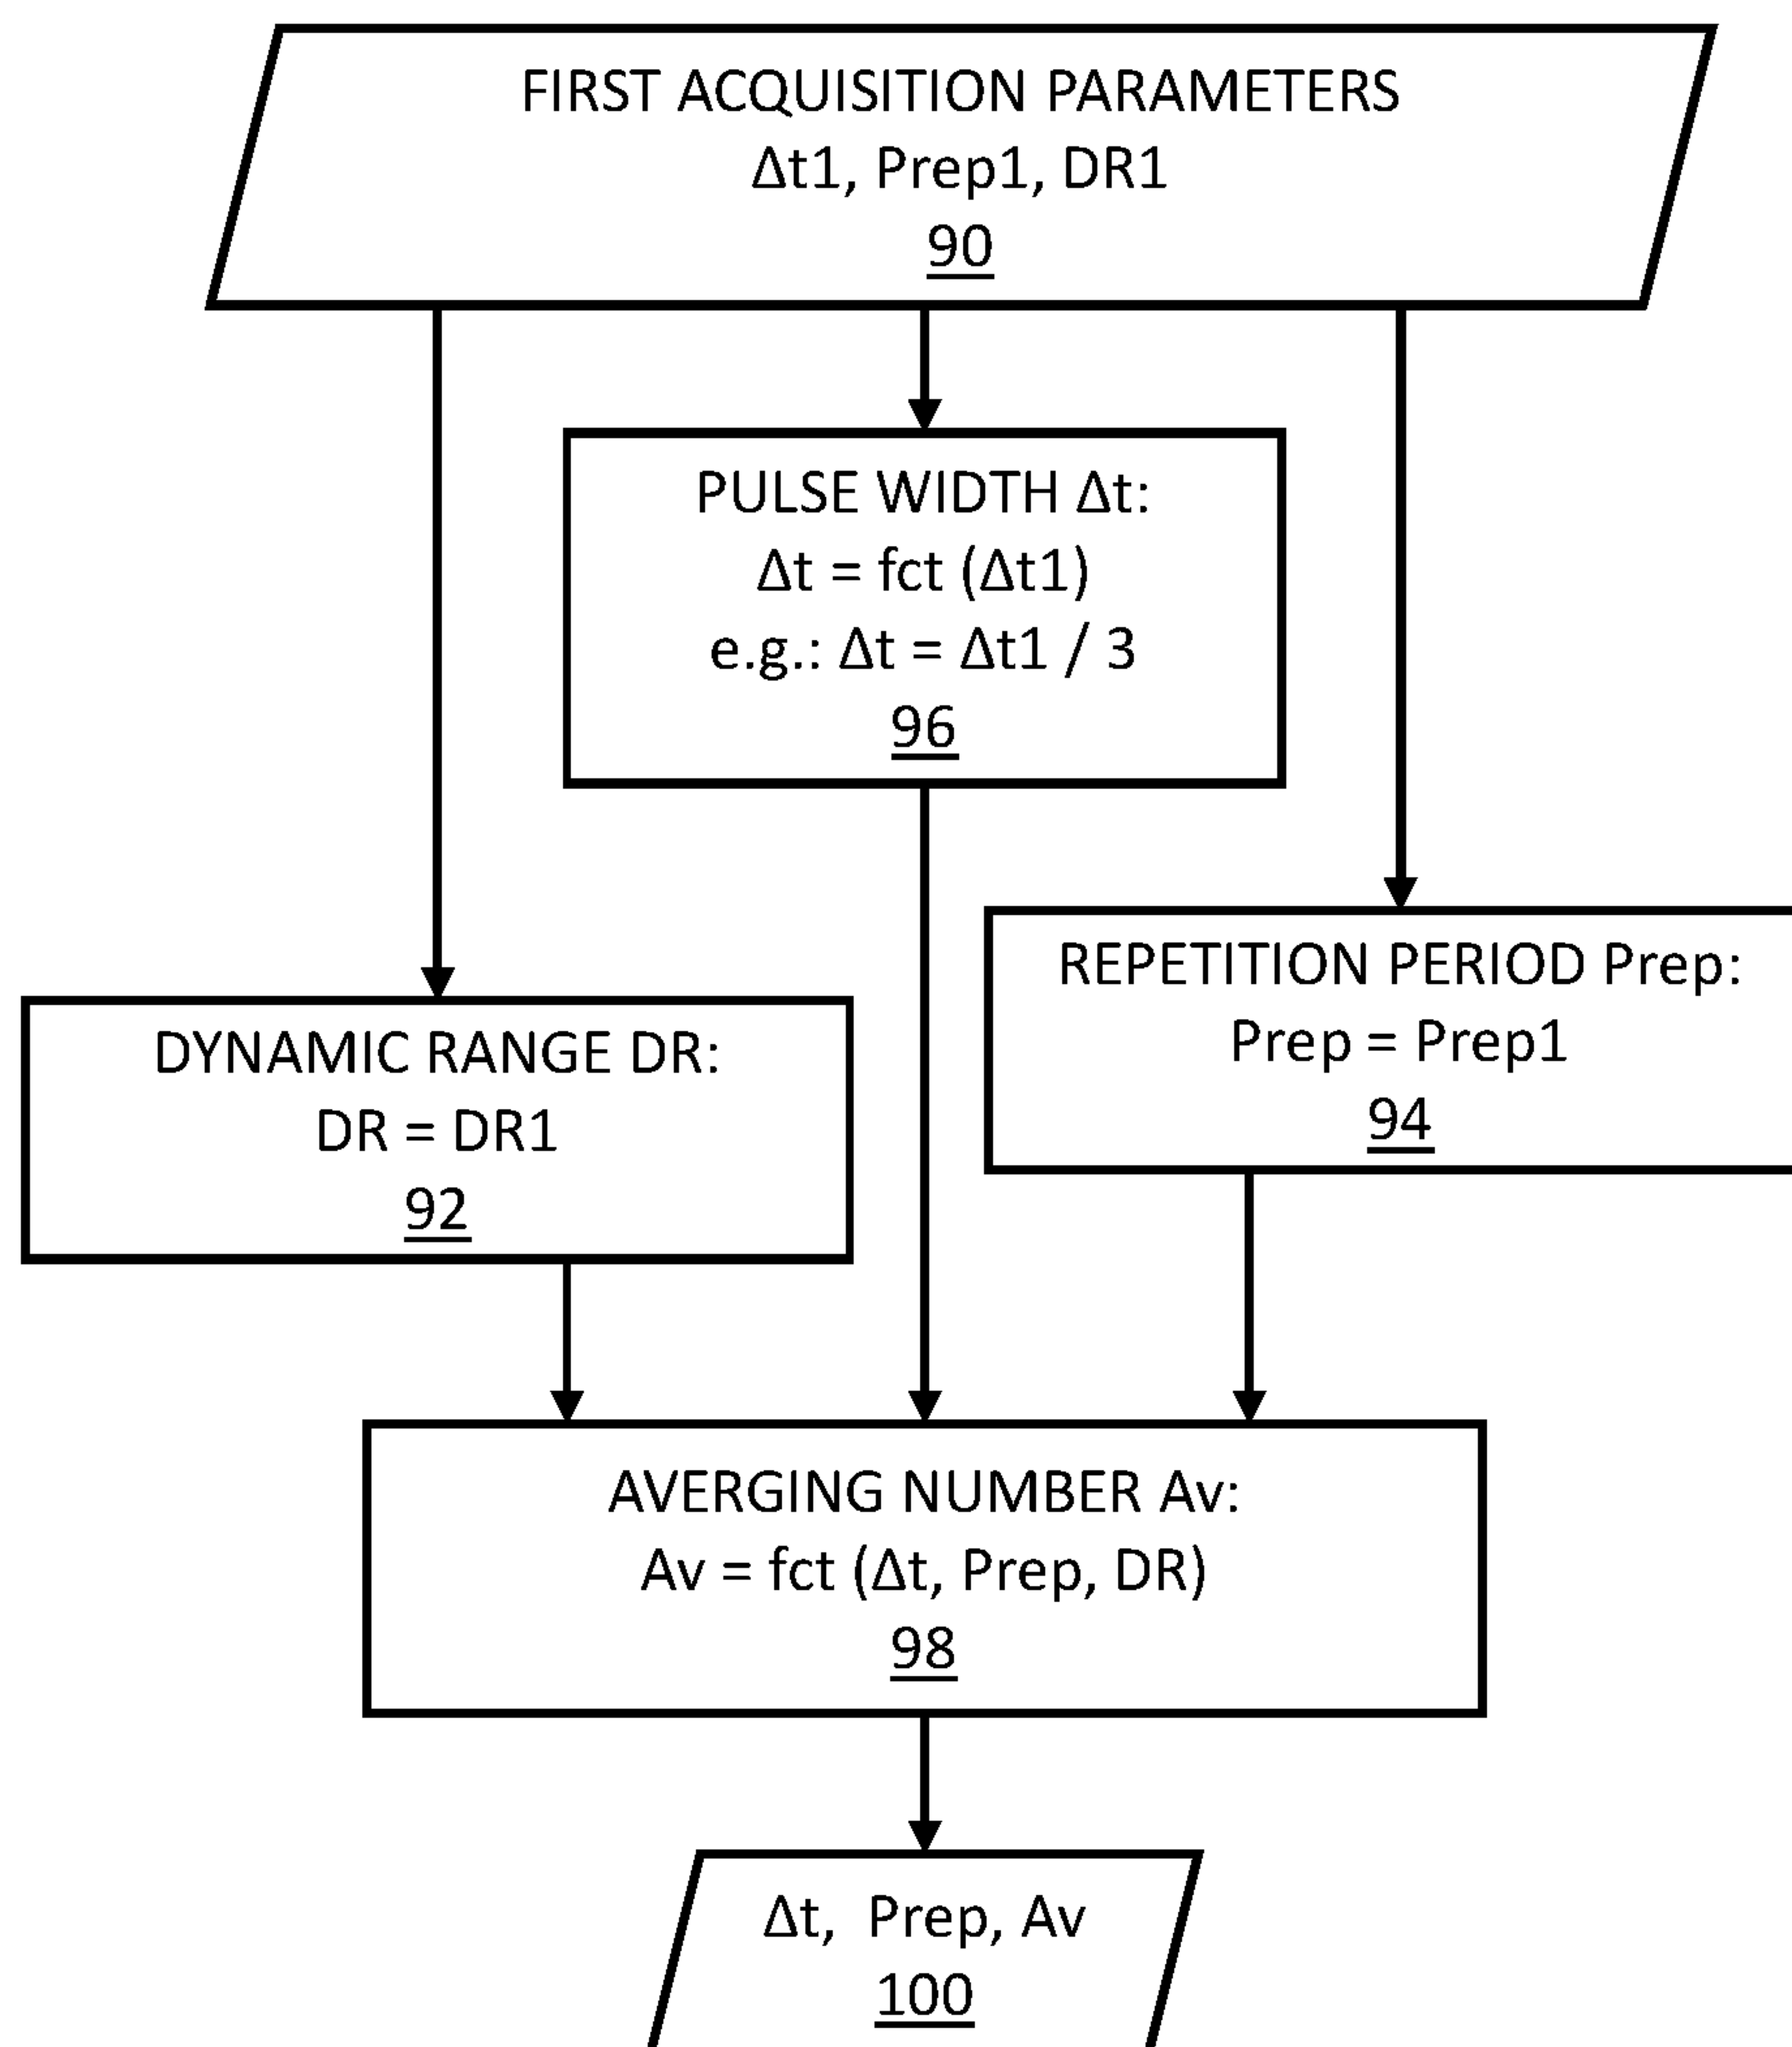 FIRST ACQUISITION PARAMETERS
Δt1, Prep1, DR1
90
PULSE WIDTH Δt:
Δt = fct (Δt1)
e.g.: Δt = Δt1 / 3
96
REPETITION PERIOD Prep:
Prep = Prep1
94
DYNAMIC RANGE DR:
DR = DR1
92
AVERGING NUMBER Av:
Av = fct (Δt, Prep, DR)
98
Δt, Prep, Av
100